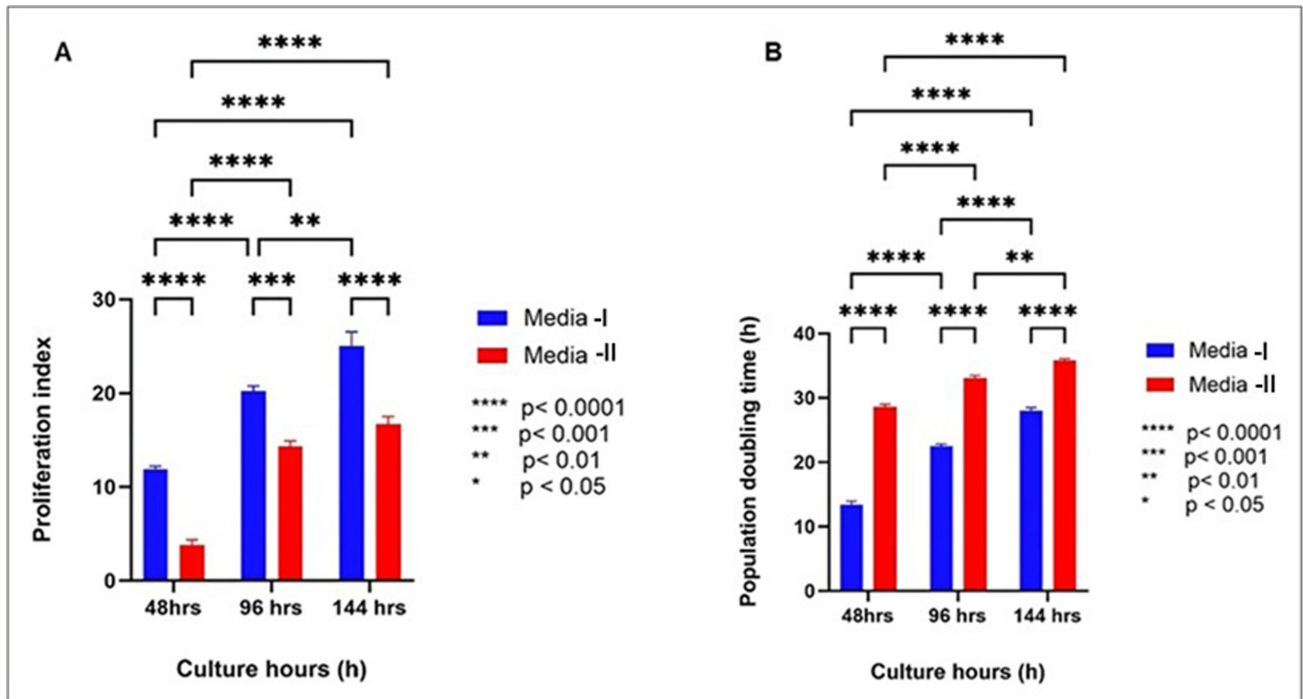 A
****
****
****
**** **
**** *** ****
30
20
10
0
Proliferation index
48hrs 96 hrs 144 hrs
Culture hours (h)
Media -I
Media -II
**** p< 0.0001
*** p< 0.001
** p< 0.01
* p < 0.05
B
****
****
****
****
**** **
**** **** ****
40
30
20
10
0
Population doubling time (h)
48hrs 96 hrs 144 hrs
Culture hours (h)
Media -I
Media -II
**** p< 0.0001
*** p< 0.001
** p< 0.01
* p < 0.05